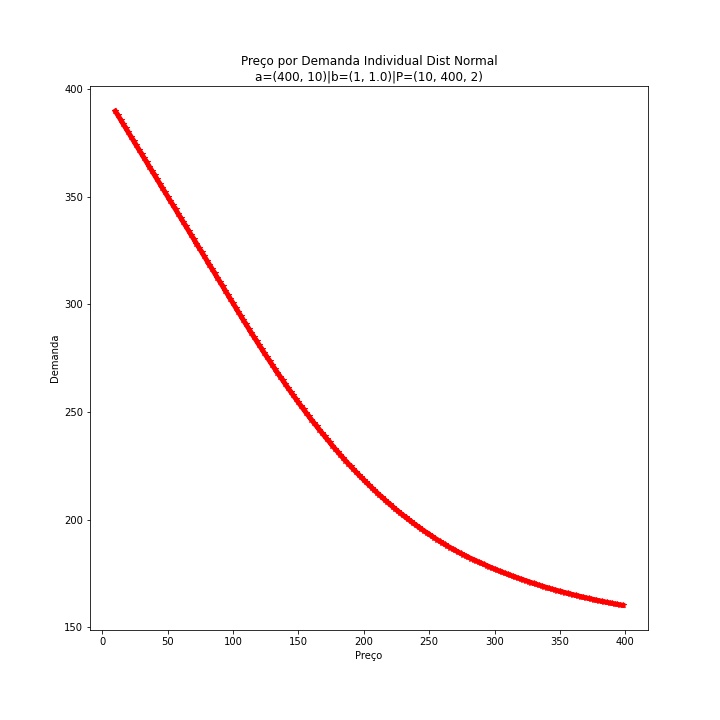 Preço por Demanda Individual Dist Normal
a=(400, 10)|b=(1, 1.0)|P=(10, 400, 2)
400
350
300
250
200
150
Demanda
0 50 100 150 200 250 300 350 400
Preço